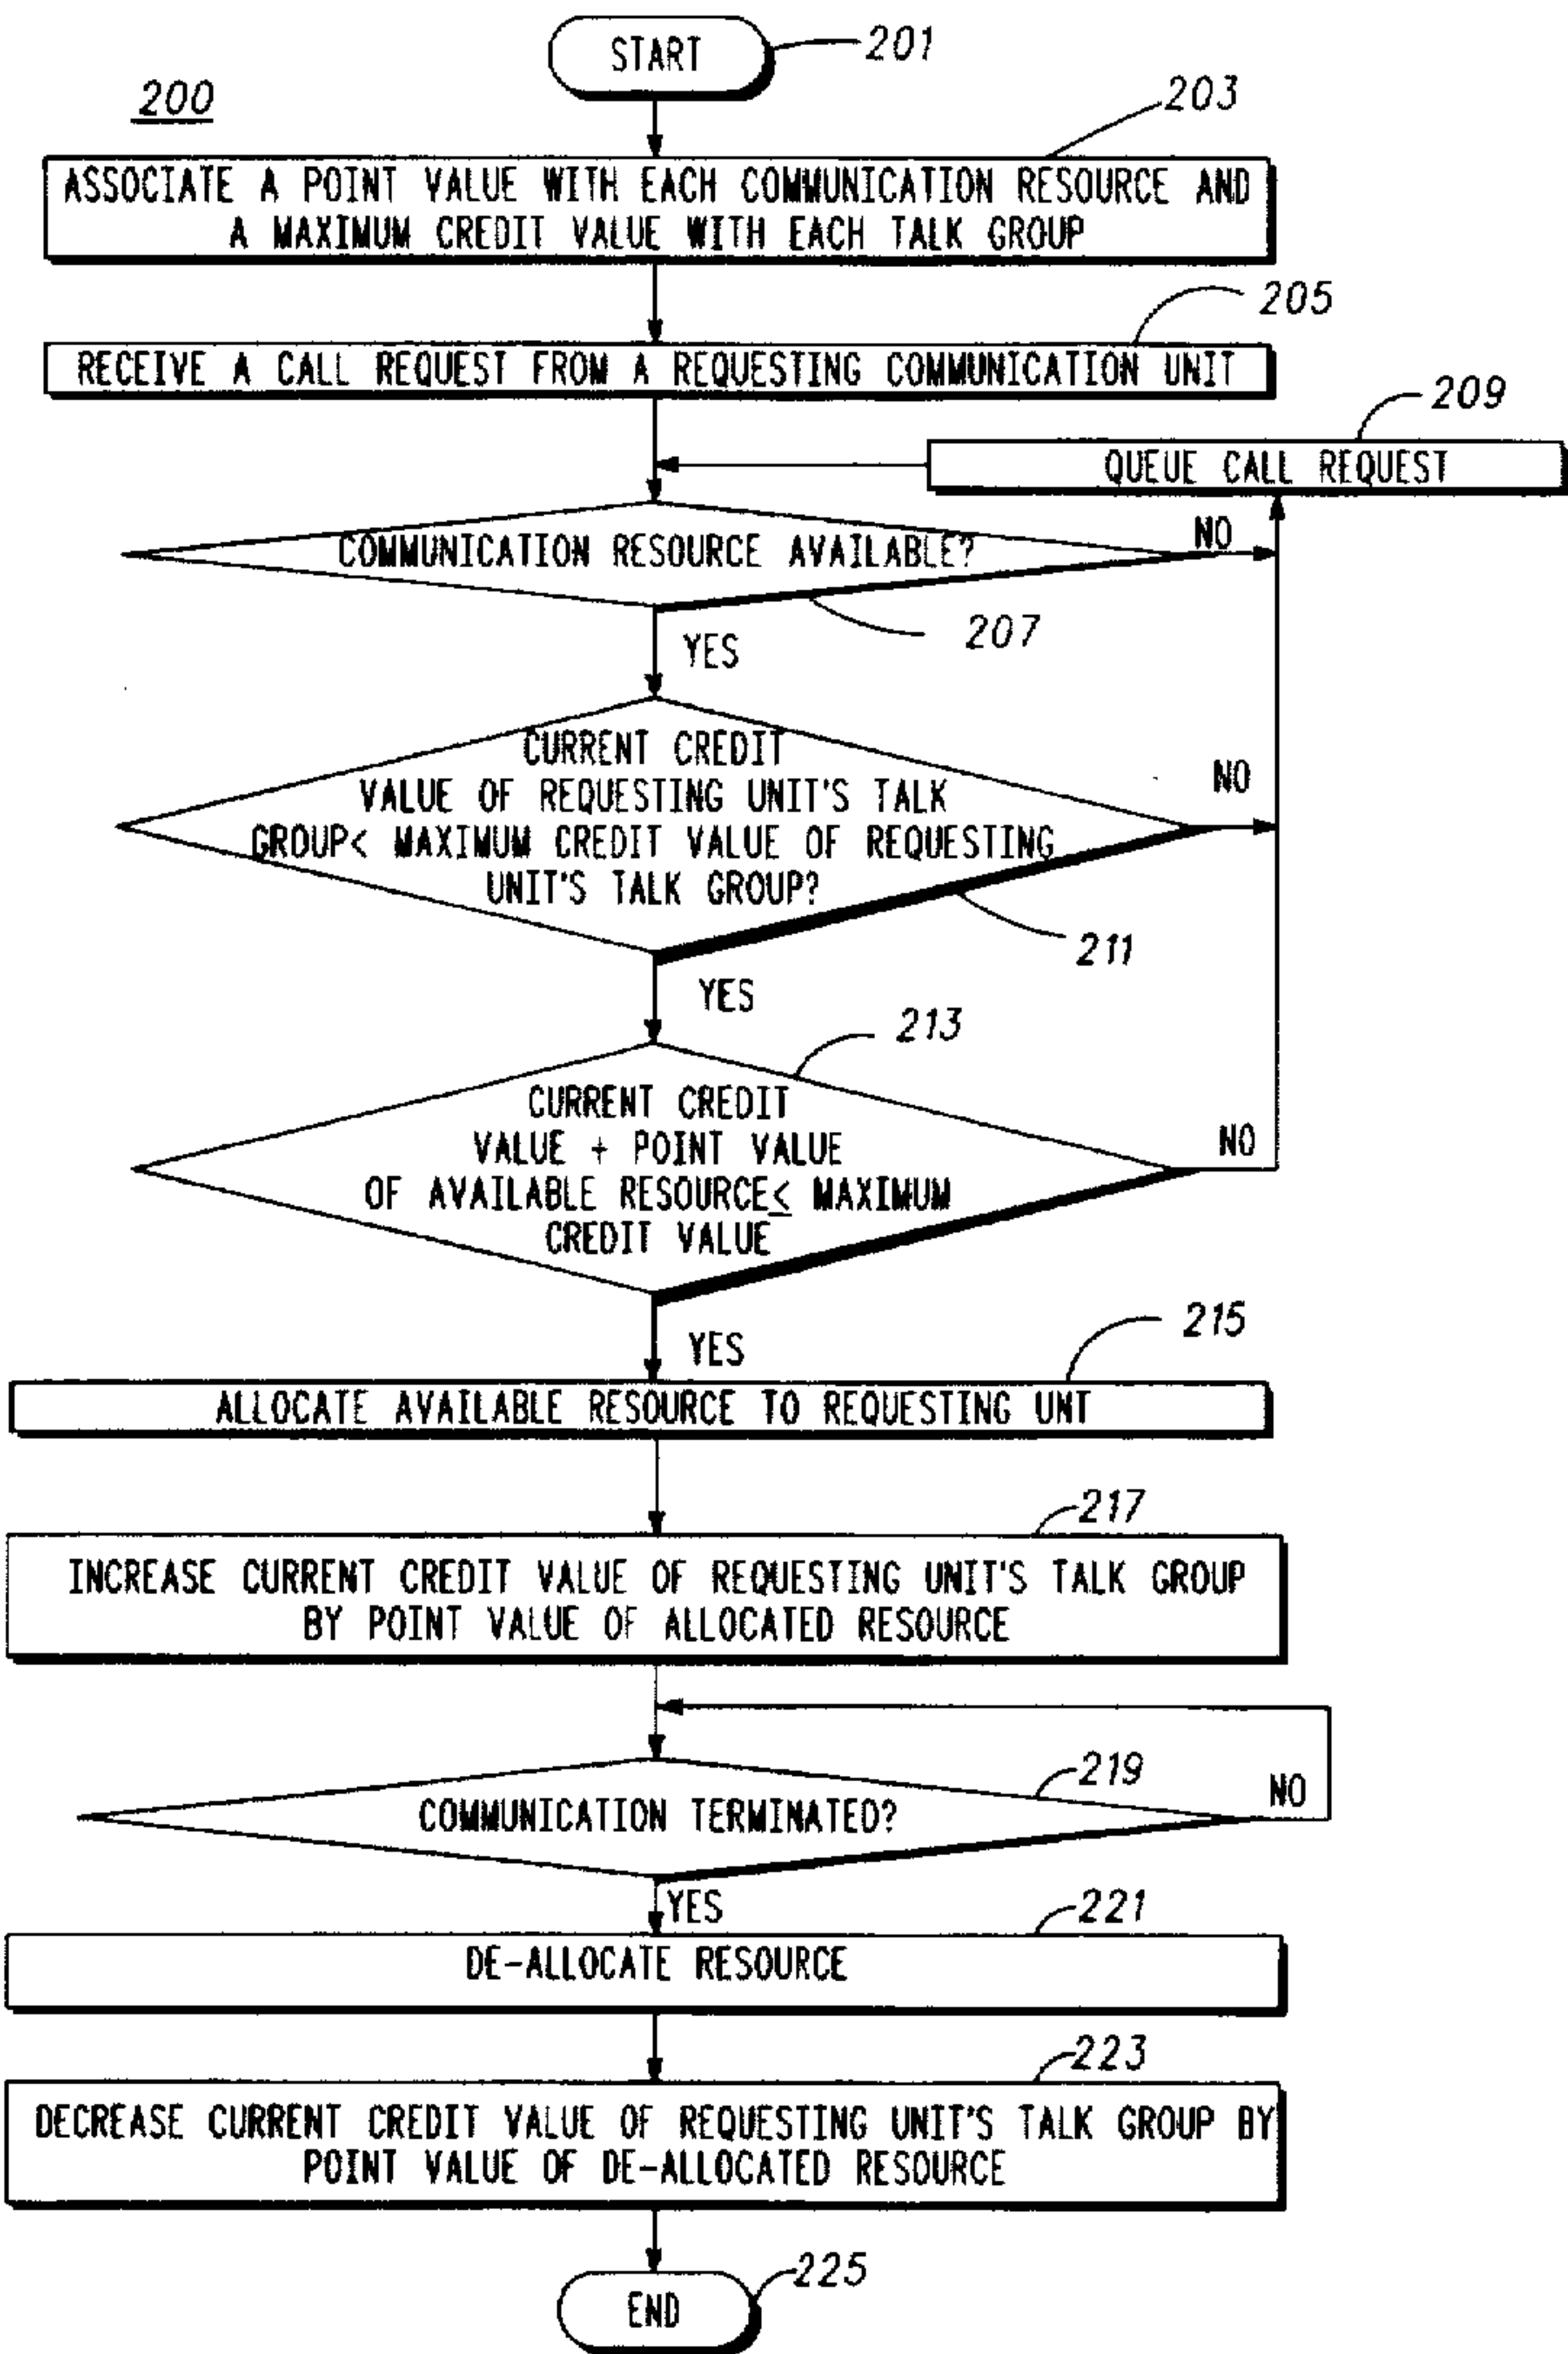 START
201
200
203
ASSOCIATE A POINT VALUE WITH EACH COMMUNICATION RESOURCE AND
A MAXIMUM CREDIT VALUE WITH EACH TALK GROUP
205
RECEIVE A CALL REQUEST FROM A REQUESTING COMMUNICATION UNIT
209
QUEUE CALL REQUEST
COMMUNICATION RESOURCE AVAILABLE?
NO
207
YES
CURRENT CREDIT
VALUE OF REQUESTING UNIT'S TALK
GROUP< MAXIMUM CREDIT VALUE OF REQUESTING
UNIT'S TALK GROUP?
NO
211
YES
213
CURRENT CREDIT
VALUE + POINT VALUE
OF AVAILABLE RESOURCE≤ MAXIMUM
CREDIT VALUE
NO
YES
215
ALLOCATE AVAILABLE RESOURCE TO REQUESTING UNT
217
INCREASE CURRENT CREDIT VALUE OF REQUESTING UNIT'S TALK GROUP
BY POINT VALUE OF ALLOCATED RESOURCE
219
COMMUNICATION TERMINATED?
NO
YES
221
DE-ALLOCATE RESOURCE
223
DECREASE CURRENT CREDIT VALUE OF REQUESTING UNIT'S TALK GROUP BY
POINT VALUE OF DE-ALLOCATED RESOURCE
225
END